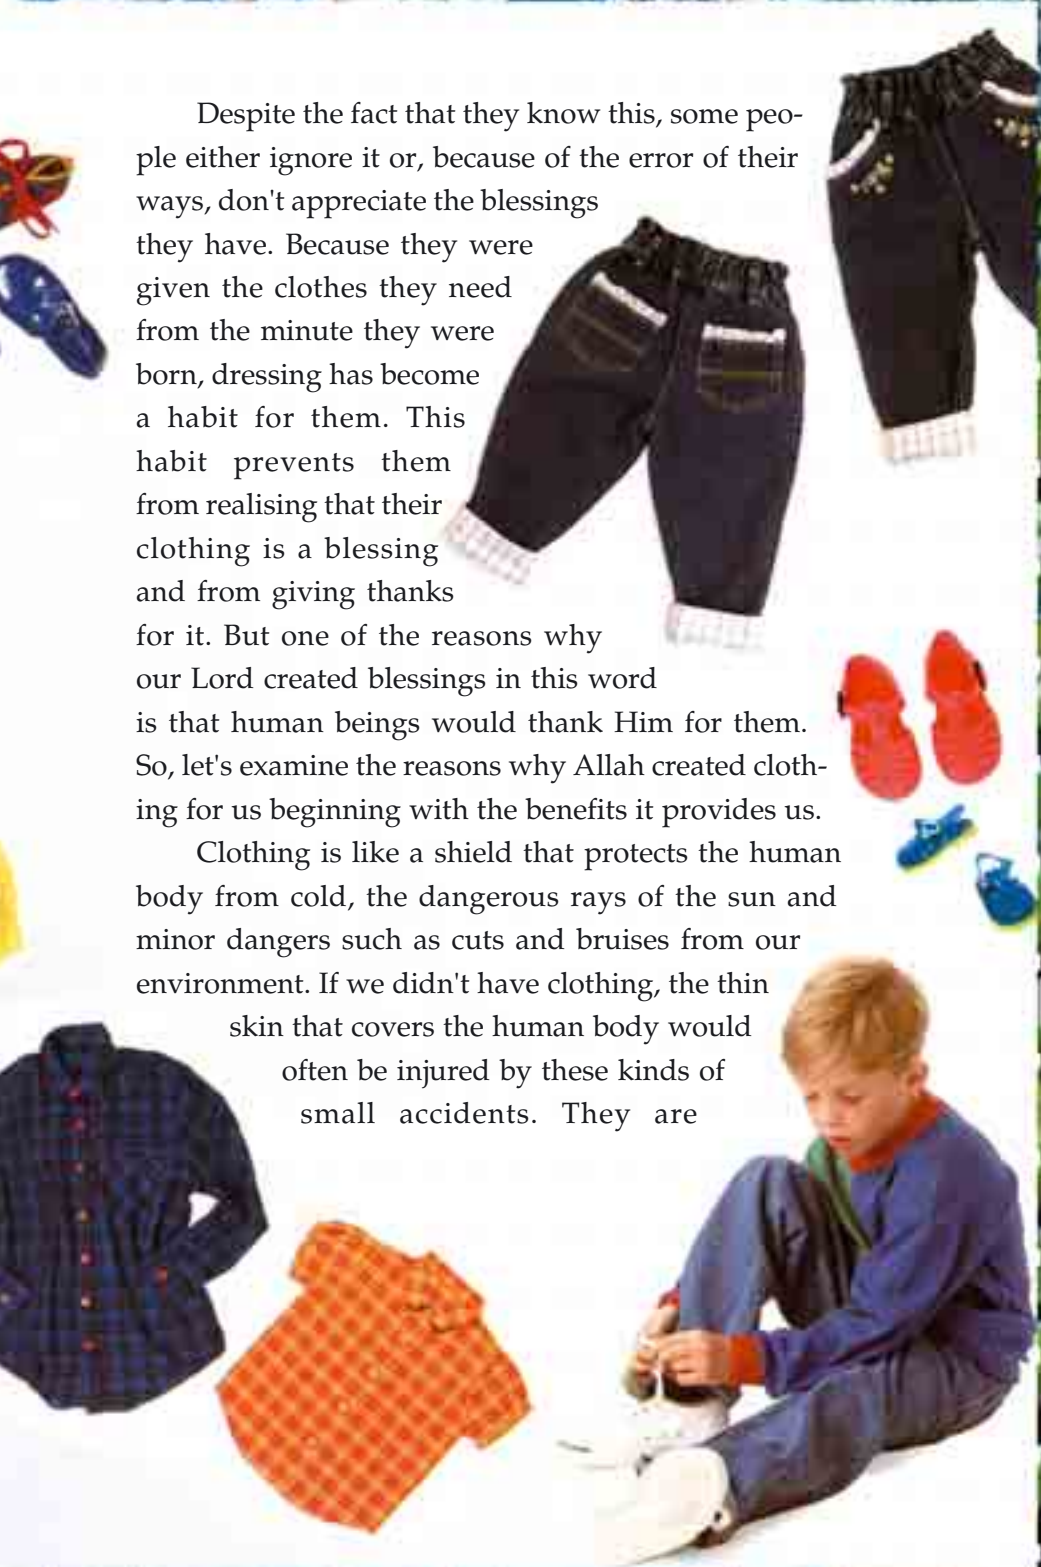 Despite the fact that they know this, some peo-
ple either ignore it or, because of the error of their
ways, don't appreciate the blessings
they have. Because they were
given the clothes they need
from the minute they were
born, dressing has become
a habit for them. This
habit prevents them
from realising that their
clothing is a blessing
and from giving thanks
for it. But one of the reasons why
our Lord created blessings in this word
is that human beings would thank Him for them.
So, let's examine the reasons why Allah created cloth-
ing for us beginning with the benefits it provides us.
Clothing is like a shield that protects the human
body from cold, the dangerous rays of the sun and
minor dangers such as cuts and bruises from our
environment. If we didn't have clothing, the thin
skin that covers the human body would
often be injured by these kinds of
small accidents. They are